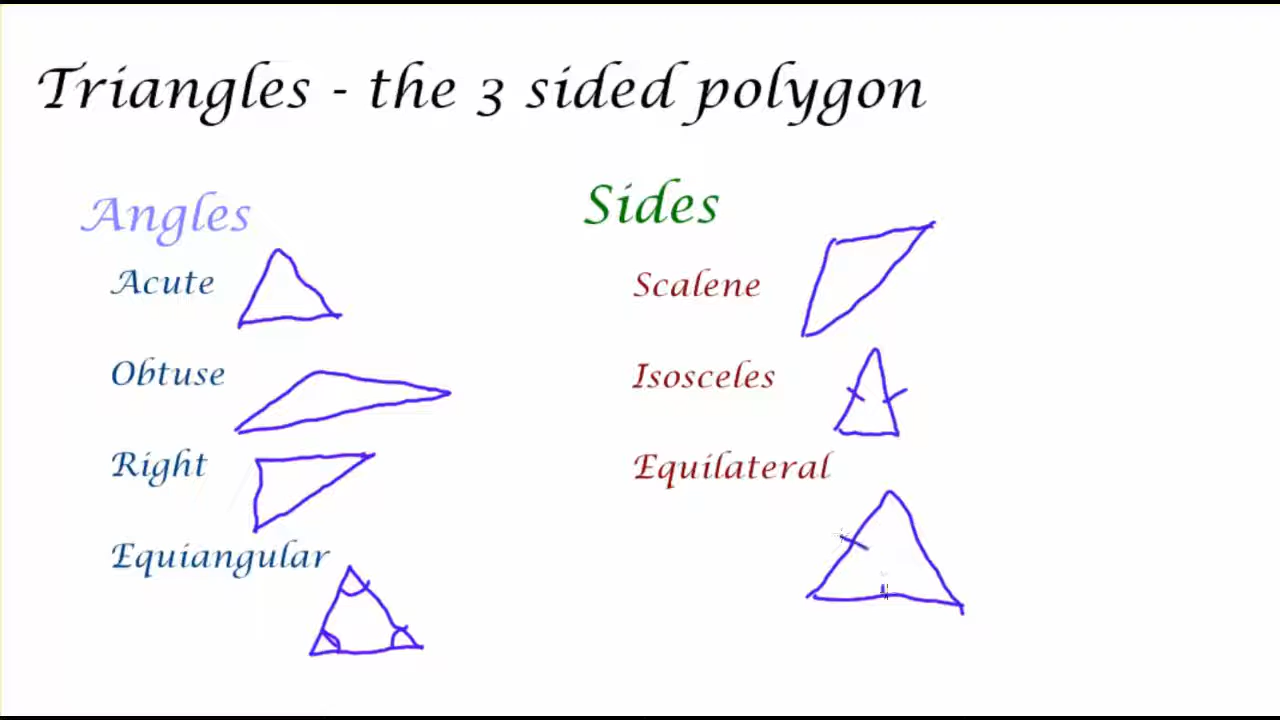 Triangles - the 3 sided polygon
Angles
Acute
Obtuse
Right
Equiangular
Sides
Scalene
Isosceles
Equilateral